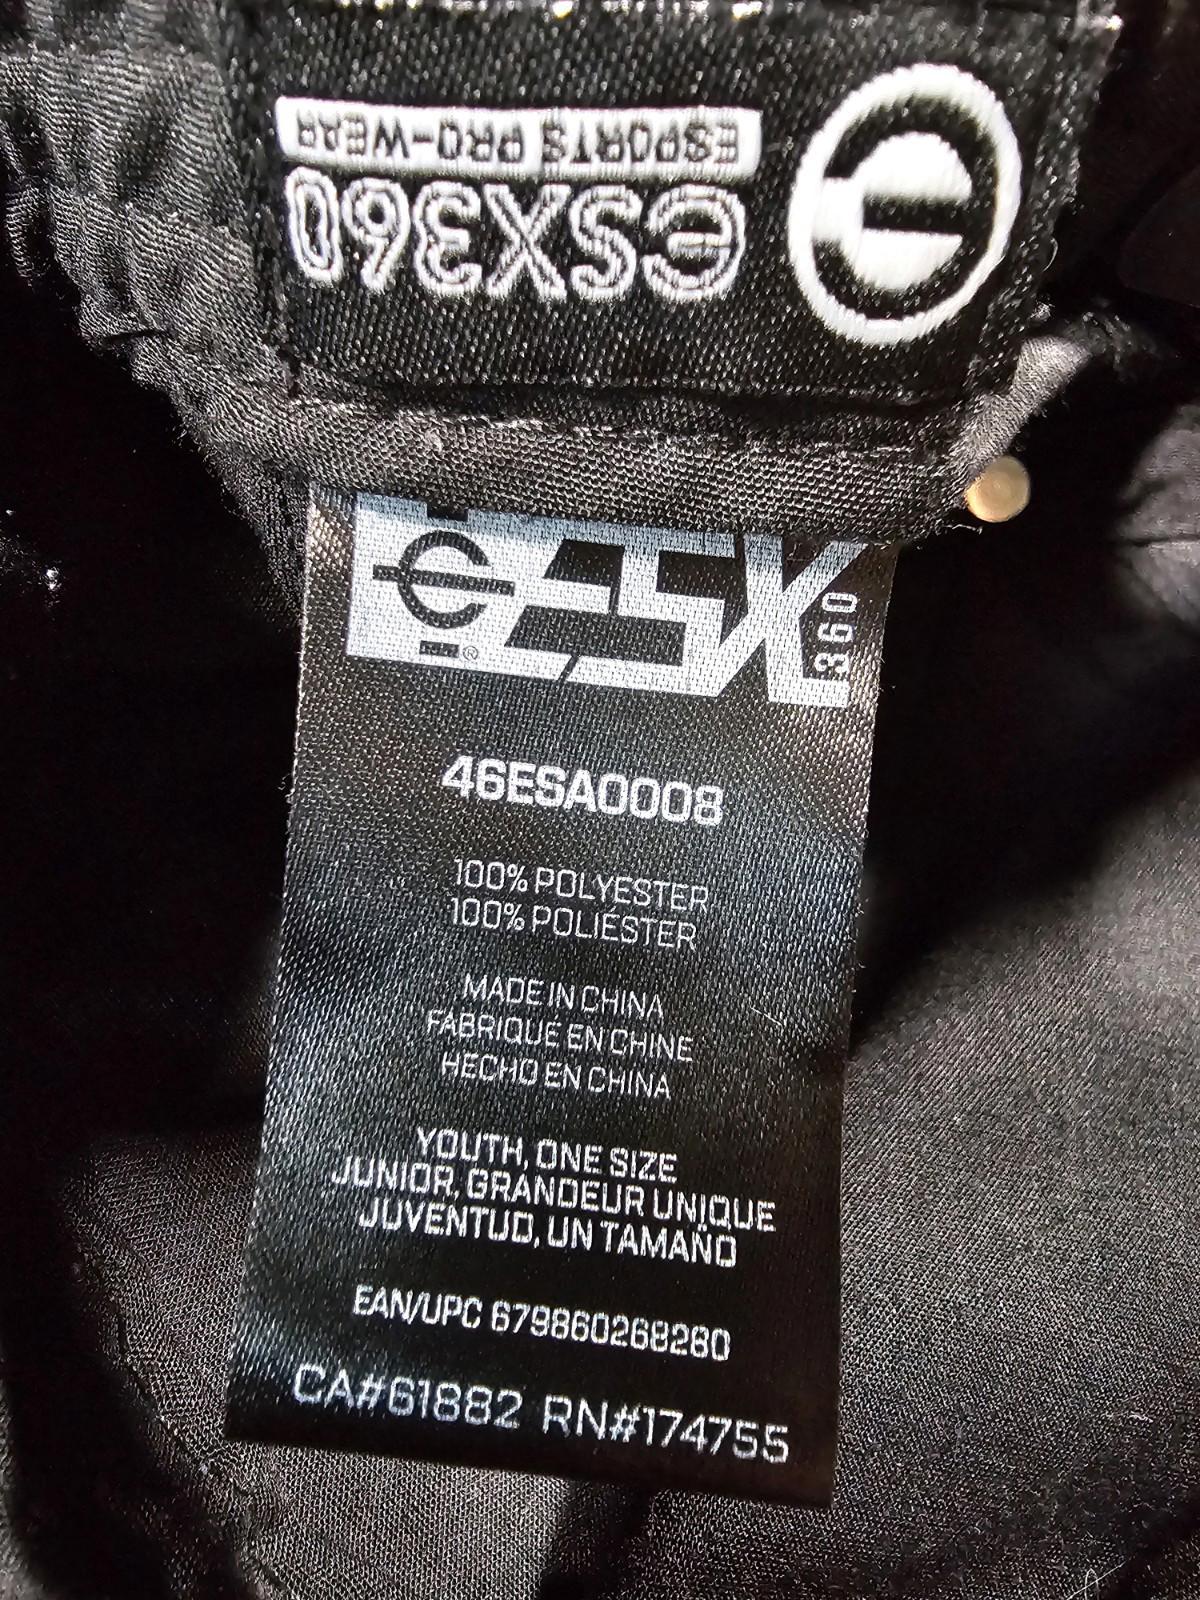 ESX360
ESPORTS PRO-WEAR
ESX
360
®
46ESA0008
100% POLYESTER
100% POLIESTER
MADE IN CHINA
FABRIQUÉ EN CHINE
HECHO EN CHINA
YOUTH, ONE SIZE
JUNIOR, GRANDEUR UNIQUE
JUVENTUD, UN TAMAÑO
EAN/UPC 679860268280
CA#61882 RN#174755